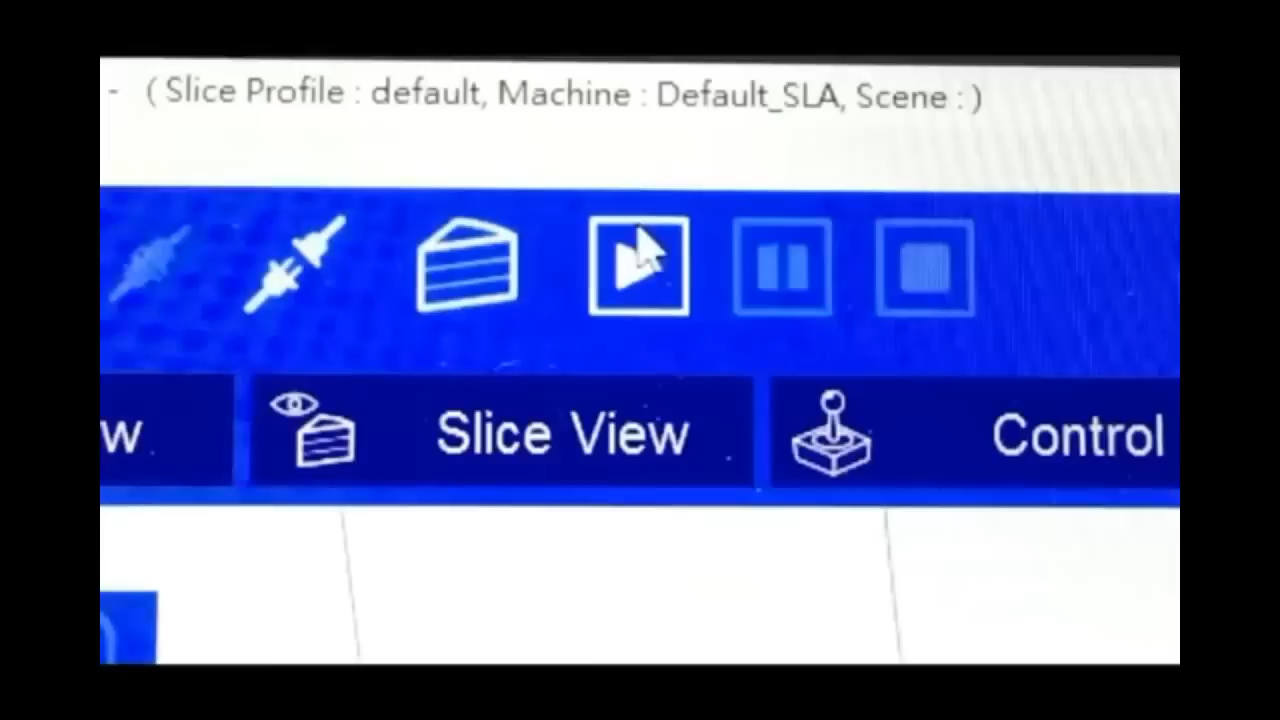 - ( Slice Profile : default, Machine : Default_SLA, Scene : )
w Slice View Control